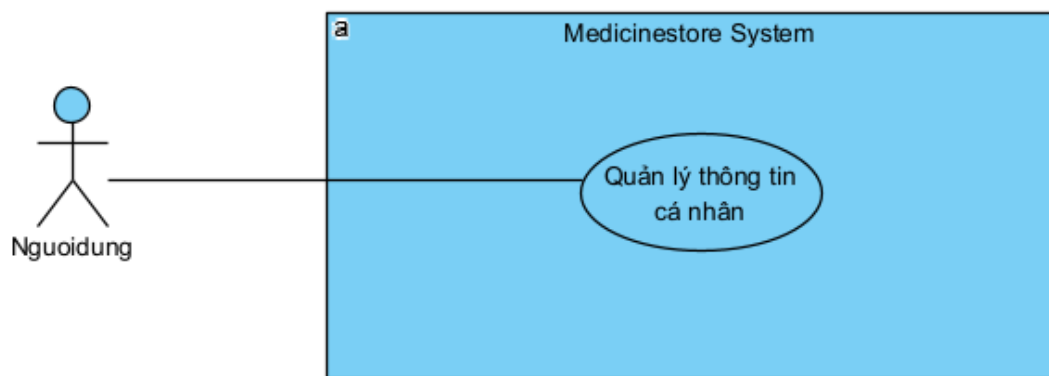 a
Medicinestore System
Quản lý thông tin
cá nhân
Nguoidung